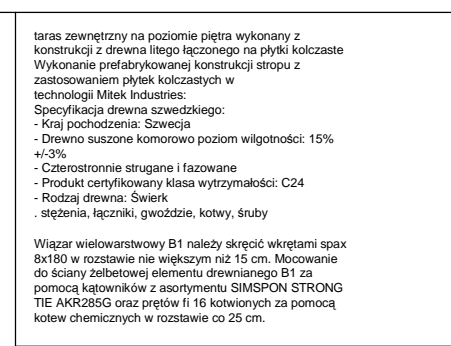 taras zewnętrzny na poziomie piętra wykonany z
konstrukcji z drewna litego łączonego na płytki kolczaste
Wykonanie prefabrykowanej konstrukcji stropu z
zastosowaniem płytek kolczastych w
technologii Mitek Industries:
Specyfikacja drewna szwedzkiego:
- Kraj pochodzenia: Szwecja
- Drewno suszone komorowo poziom wilgotności: 15%
+/-3%
- Czterostronnie strugane i fazowane
- Produkt certyfikowany klasa wytrzymałości: C24
- Rodzaj drewna: Świerk
. stężenia, łączniki, gwoździe, kotwy, śruby
Wiązar wielowarstwowy B1 należy skręcić wkrętami spax
8x180 w rozstawie nie większym niż 15 cm. Mocowanie
do ściany żelbetowej elementu drewnianego B1 za
pomocą kątowników z asortymentu SIMSPON STRONG
TIE AKR285G oraz prętów fi 16 kotwionych za pomocą
kotew chemicznych w rozstawie co 25 cm.